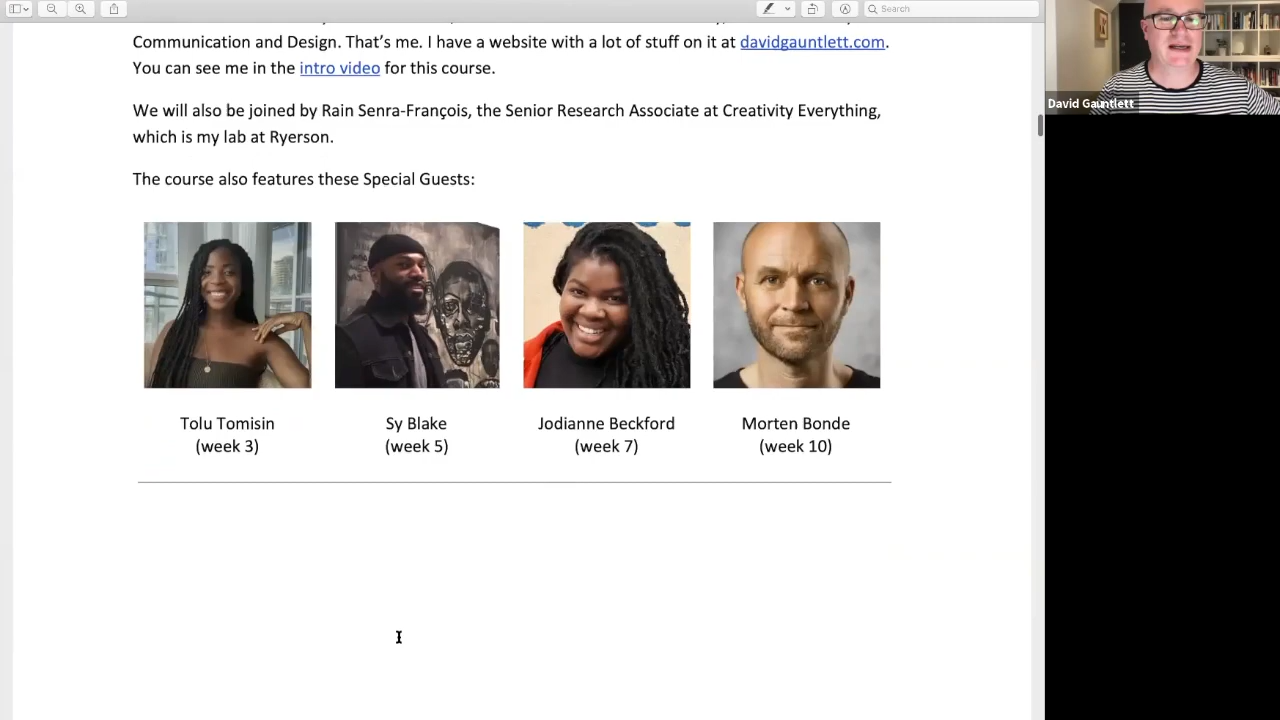 Search
Communication and Design. That’s me. I have a website with a lot of stuff on it at davidgauntlett.com.
You can see me in the intro video for this course.
We will also be joined by Rain Senra-François, the Senior Research Associate at Creativity Everything,
which is my lab at Ryerson.
The course also features these Special Guests:
Tolu Tomisin
(week 3)
Sy Blake
(week 5)
Jodianne Beckford
(week 7)
Morten Bonde
(week 10)
David Gauntlett